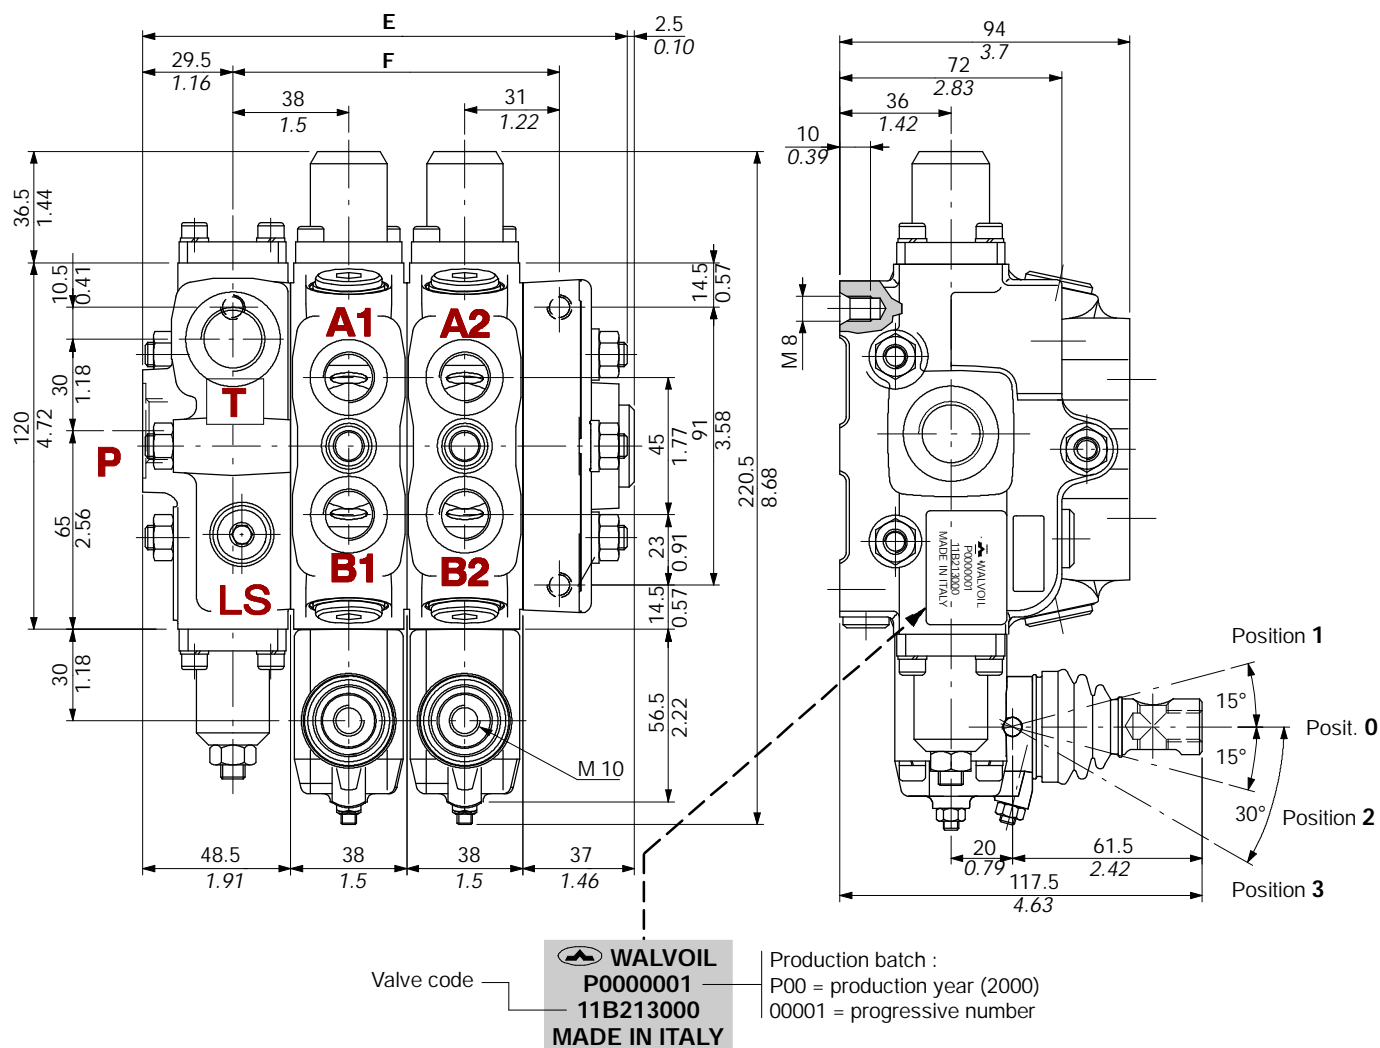 E
2.5
0.10
29.5
1.16
F
38
1.5
31
1.22
36.5
1.44
10.5
0.41
30
1.18
120
4.72
65
2.56
30
1.18
A1
A2
T
P
B1
B2
LS
14.5
0.57
45
1.77
91
3.58
220.5
8.68
23
0.91
14.5
0.57
56.5
2.22
M 10
48.5
1.91
38
1.5
38
1.5
37
1.46
94
3.7
72
2.83
36
1.42
10
0.39
M 8
WALVOIL
P0000001
11B213000
MADE IN ITALY
Position 1
15°
Posit. 0
15°
30°
Position 2
Position 3
20
0.79
61.5
2.42
117.5
4.63
Valve code
WALVOIL
P0000001
11B213000
MADE IN ITALY
Production batch :
P00 = production year (2000)
00001 = progressive number